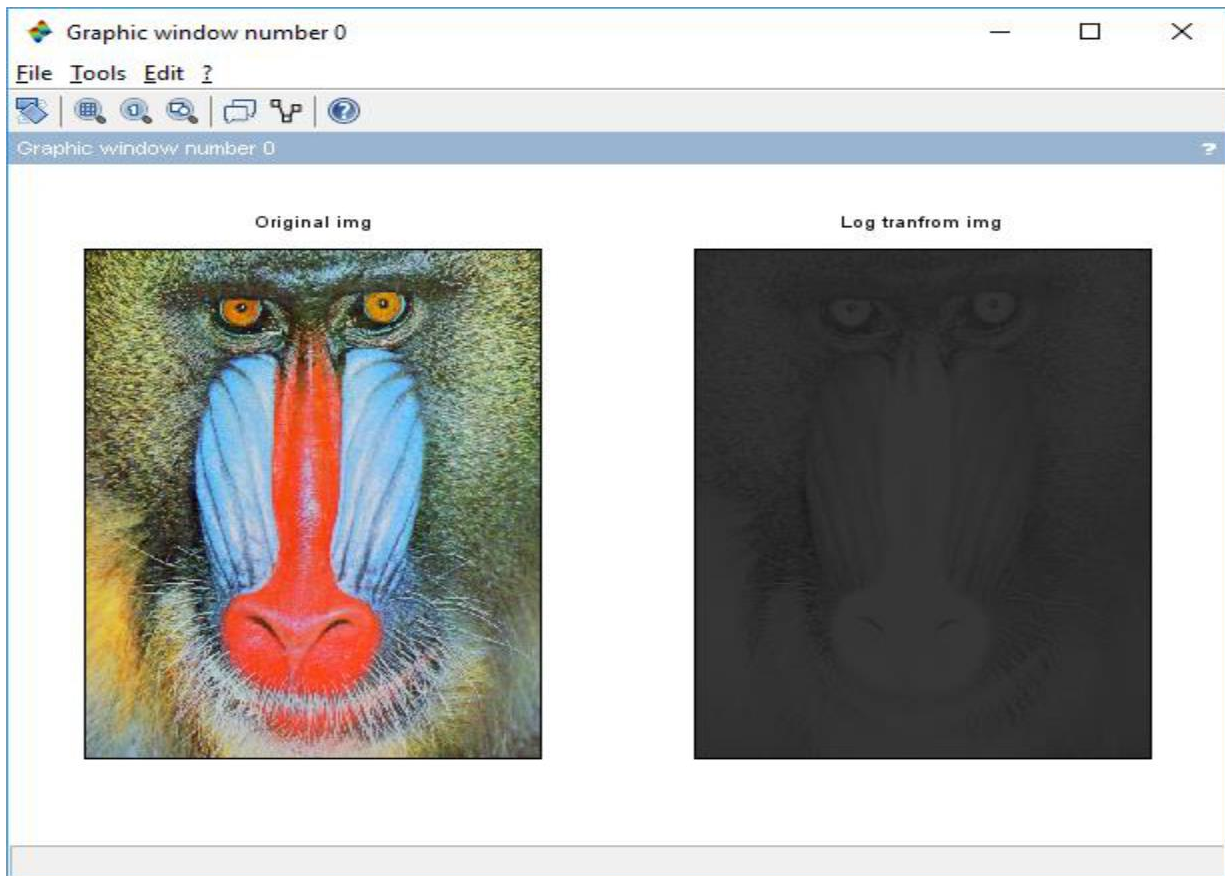 Graphic window number 0
File Tools Edit ?
Graphic window number 0 ?
Original img
Log tranfrom img